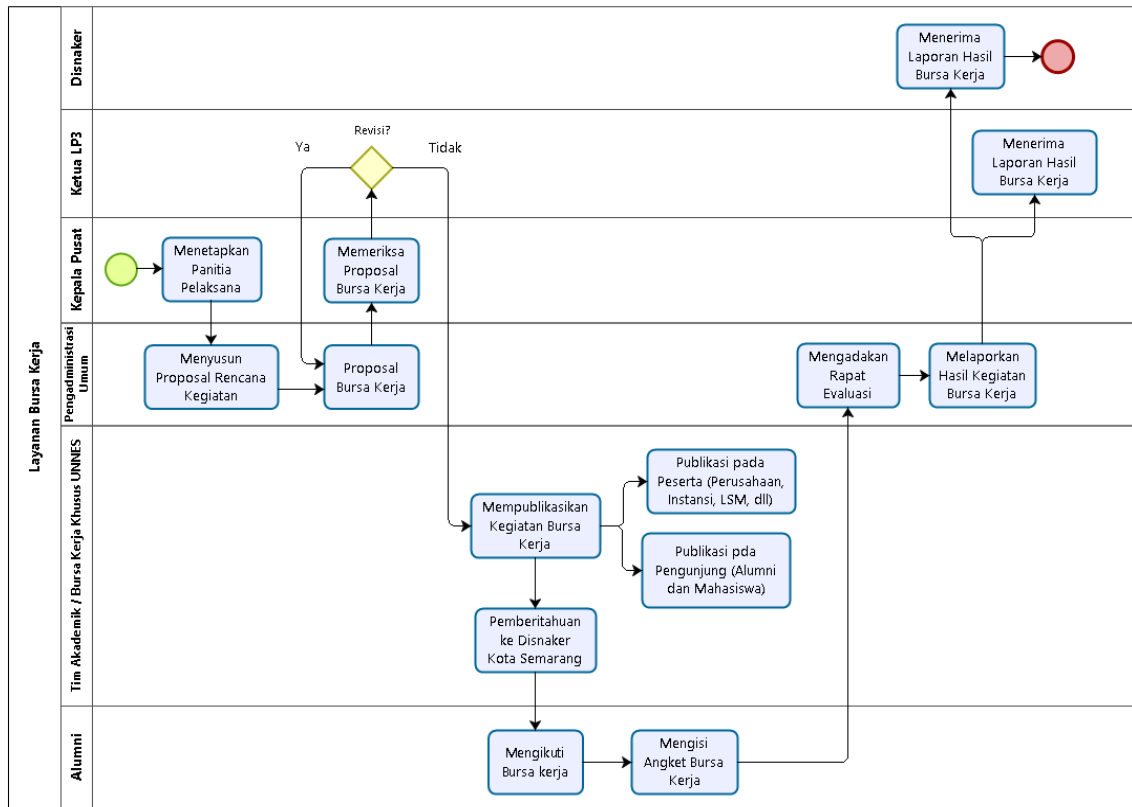 Layanan Bursa Kerja
Disnaker
Menerima
Laporan Hasil
Bursa Kerja
Ketua LP3
Revisi?
Ya
Tidak
Menerima
Laporan Hasil
Bursa Kerja
Kepala Pusat
Menetapkan
Panitia
Pelaksana
Memeriksa
Proposal
Bursa Kerja
Pengadministrasi
Umum
Menyusun
Proposal Rencana
Kegiatan
Proposal
Bursa Kerja
Mengadakan
Rapat
Evaluasi
Melaporkan
Hasil Kegiatan
Bursa Kerja
Tim Akademik / Bursa Kerja Khusus UNNES
Mempublikasikan
Kegiatan Bursa
Kerja
Publikasi pada
Peserta (Perusahaan,
Instansi, LSM, dll)
Publikasi pda
Pengunjung (Alumni
dan Mahasiswa)
Pemberitahuan
ke Disnaker
Kota Semarang
Alumni
Mengikuti
Bursa kerja
Mengisi
Angket Bursa
Kerja